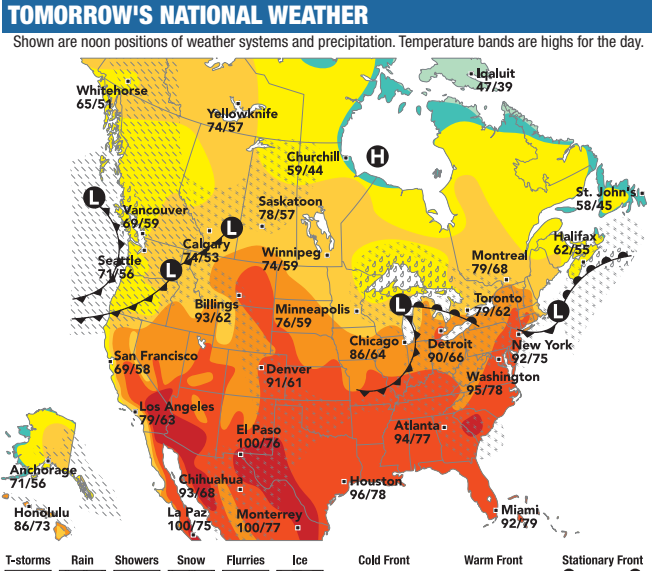 TOMORROW'S NATIONAL WEATHER
Shown are noon positions of weather systems and precipitation. Temperature bands are highs for the day.
Iqaluit
47/39
Whitehorse
65/51
Yellowknife
74/57
Churchill
59/44
H
St. John's
58/45
L
Vancouver
69/59
Saskatoon
78/57
L
Calgary
74/53
Halifax
62/55
Seattle
71/56
L
Winnipeg
74/59
Montreal
79/68
Billings
93/62
Minneapolis
76/59
L
Toronto
79/62
L
San Francisco
69/58
Chicago
86/64
Detroit
90/66
New York
92/75
Denver
91/61
Washington
95/78
Los Angeles
79/63
El Paso
100/76
Atlanta
94/77
Anchorage
71/56
Chihuahua
93/68
Houston
96/78
Honolulu
86/73
La Paz
100/75
Monterrey
100/77
Miami
92/79
T-storms Rain Showers Snow Flurries Ice Cold Front Warm Front Stationary Front